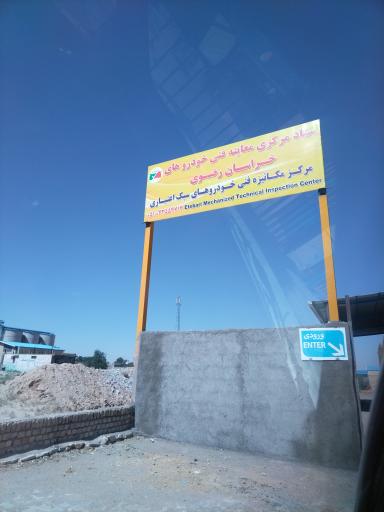 ستاد مرکزی معاینه فنی خودروهای
خراسان رضوی
مرکز مکانیزه فنی خودروهای سبک اعتباری
Etebari Mechanized Technical Inspection Center
ورودی
ENTER